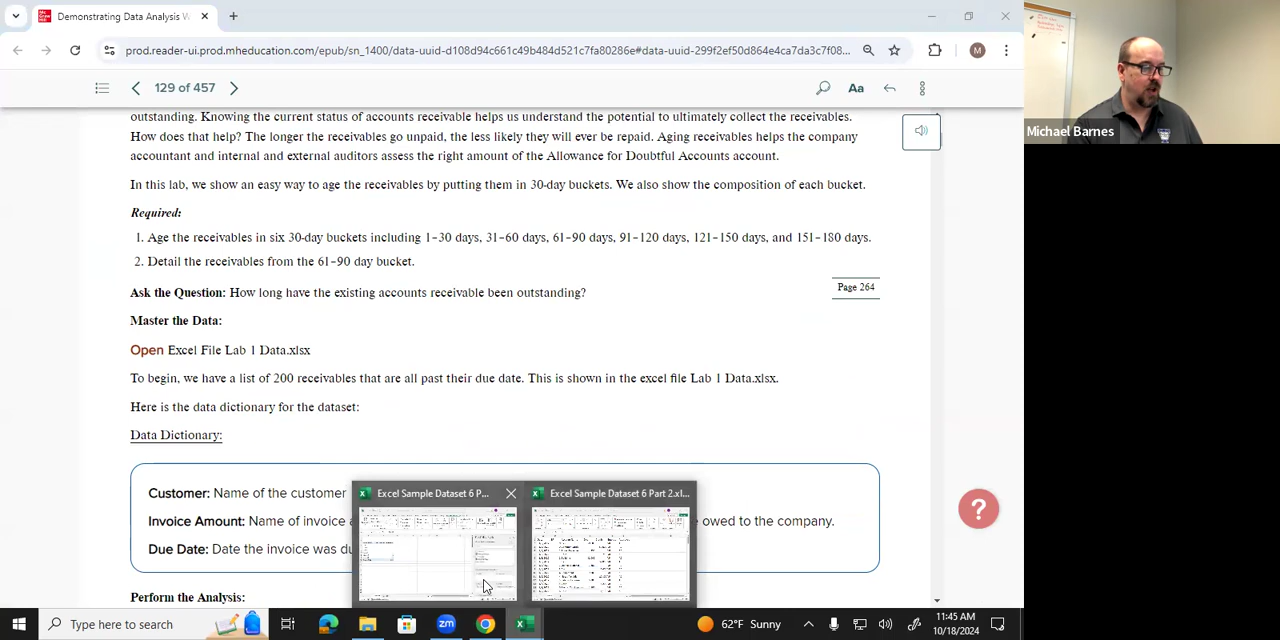 Demonstrating Data Analysis W
prod.reader-ui.prod.mheducation.com/epub/sn_1400/data-uuid-d108d94c661c49b484d521c7fa80286e#data-uuid-299f2ef50d864e4ca7da3c7f08...
M
129 of 457
Aa
outstanding. Knowing the current status of accounts receivable helps us understand the potential to ultimately collect the receivables.
How does that help? The longer the receivables go unpaid, the less likely they will ever be repaid. Aging receivables helps the company
accountant and internal and external auditors assess the right amount of the Allowance for Doubtful Accounts account.
In this lab, we show an easy way to age the receivables by putting them in 30-day buckets. We also show the composition of each bucket.
Required:
1. Age the receivables in six 30-day buckets including 1–30 days, 31–60 days, 61–90 days, 91–120 days, 121–150 days, and 151–180 days.
2. Detail the receivables from the 61–90 day bucket.
Ask the Question: How long have the existing accounts receivable been outstanding?
Page 264
Master the Data:
Open Excel File Lab 1 Data.xlsx
To begin, we have a list of 200 receivables that are all past their due date. This is shown in the excel file Lab 1 Data.xlsx.
Here is the data dictionary for the dataset:
Data Dictionary:
Customer: Name of the customer
Invoice Amount: Name of invoice
owed to the company.
Due Date: Date the invoice was du
Excel Sample Dataset 6 P...
Excel Sample Dataset 6 Part 2.xl...
Perform the Analysis:
?
Michael Barnes
Type here to search
zm
62°F Sunny
11:45 AM
10/18/2024